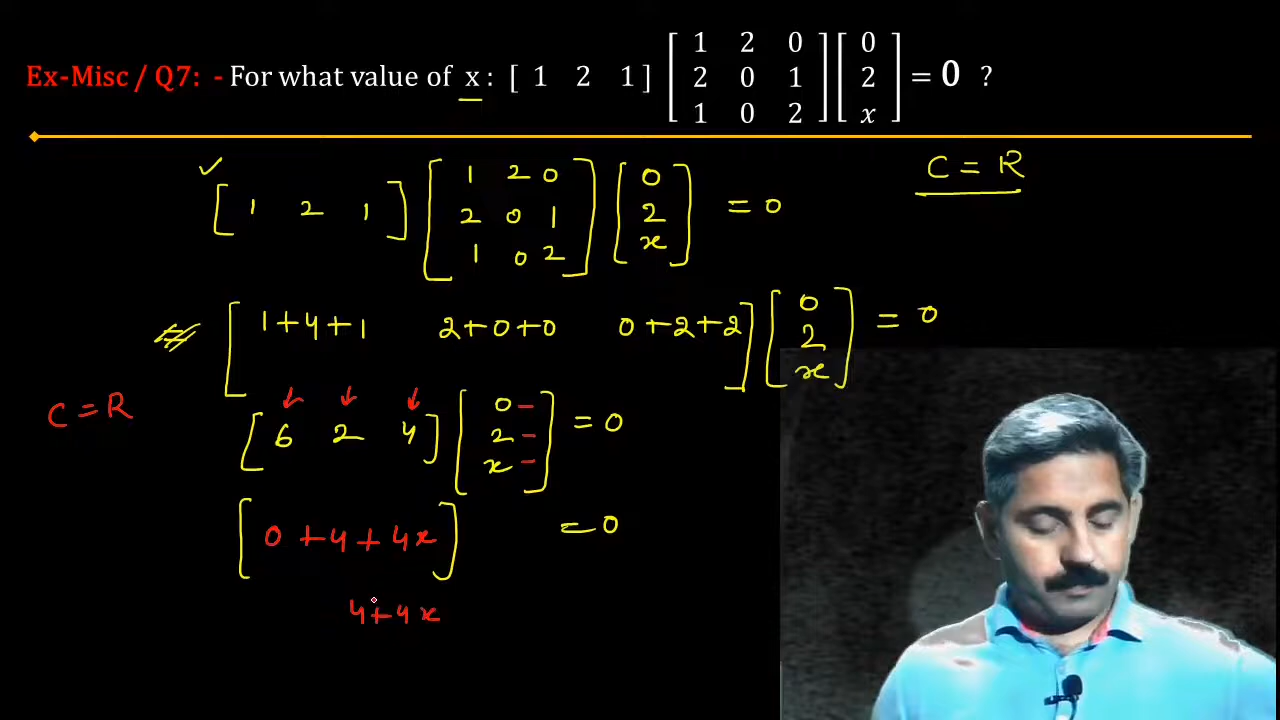 Ex-Misc / Q7: - For what value of x : [ 1 2 1 ] [ 1 2 0 ; 2 0 1 ; 1 0 2 ] [ 0 ; 2 ; x ] = 0 ?
C = R
[ 1 2 1 ] [ 1 2 0 ; 2 0 1 ; 1 0 2 ] [ 0 ; 2 ; x ] = 0
[ 1+4+1 2+0+0 0+2+2 ] [ 0 ; 2 ; x ] = 0
C = R
[ 6 2 4 ] [ 0 ; 2 ; x ] = 0
[ 0 + 4 + 4x ] = 0
4+4x